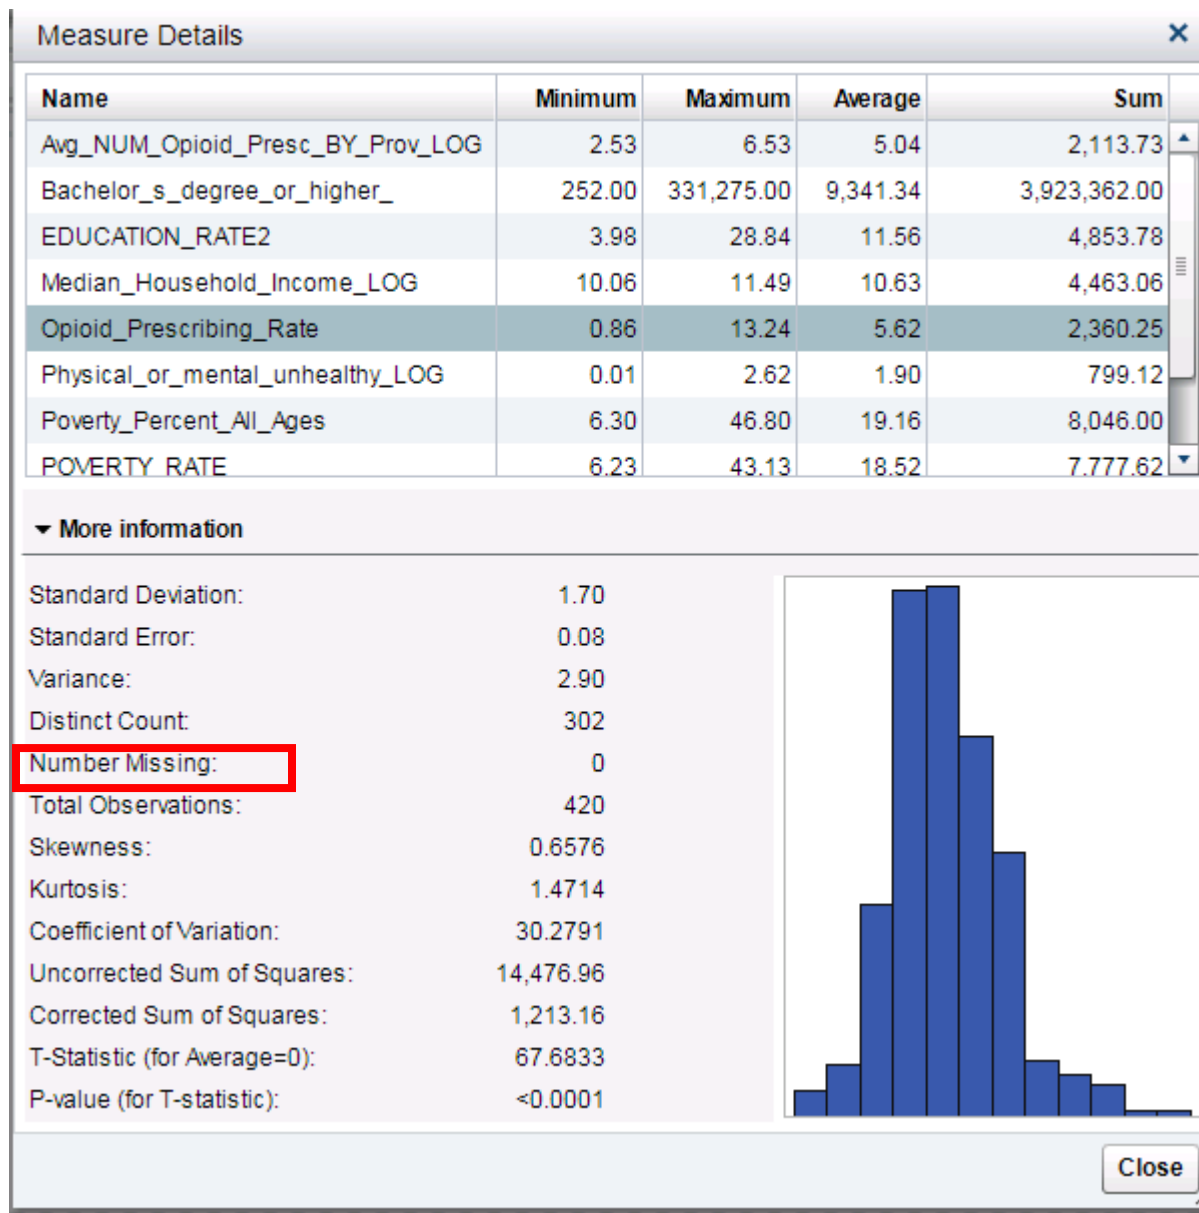 Measure Details
Name Minimum Maximum Average Sum
Avg_NUM_Opioid_Presc_BY_Prov_LOG 2.53 6.53 5.04 2,113.73
Bachelor_s_degree_or_higher_ 252.00 331,275.00 9,341.34 3,923,362.00
EDUCATION_RATE2 3.98 28.84 11.56 4,853.78
Median_Household_Income_LOG 10.06 11.49 10.63 4,463.06
Opioid_Prescribing_Rate 0.86 13.24 5.62 2,360.25
Physical_or_mental_unhealthy_LOG 0.01 2.62 1.90 799.12
Poverty_Percent_All_Ages 6.30 46.80 19.16 8,046.00
POVERTY_RATE 6.23 43.13 18.52 7,777.62
More information
Standard Deviation: 1.70
Standard Error: 0.08
Variance: 2.90
Distinct Count: 302
Number Missing: 0
Total Observations: 420
Skewness: 0.6576
Kurtosis: 1.4714
Coefficient of Variation: 30.2791
Uncorrected Sum of Squares: 14,476.96
Corrected Sum of Squares: 1,213.16
T-Statistic (for Average=0): 67.6833
P-value (for T-statistic): <0.0001
Close